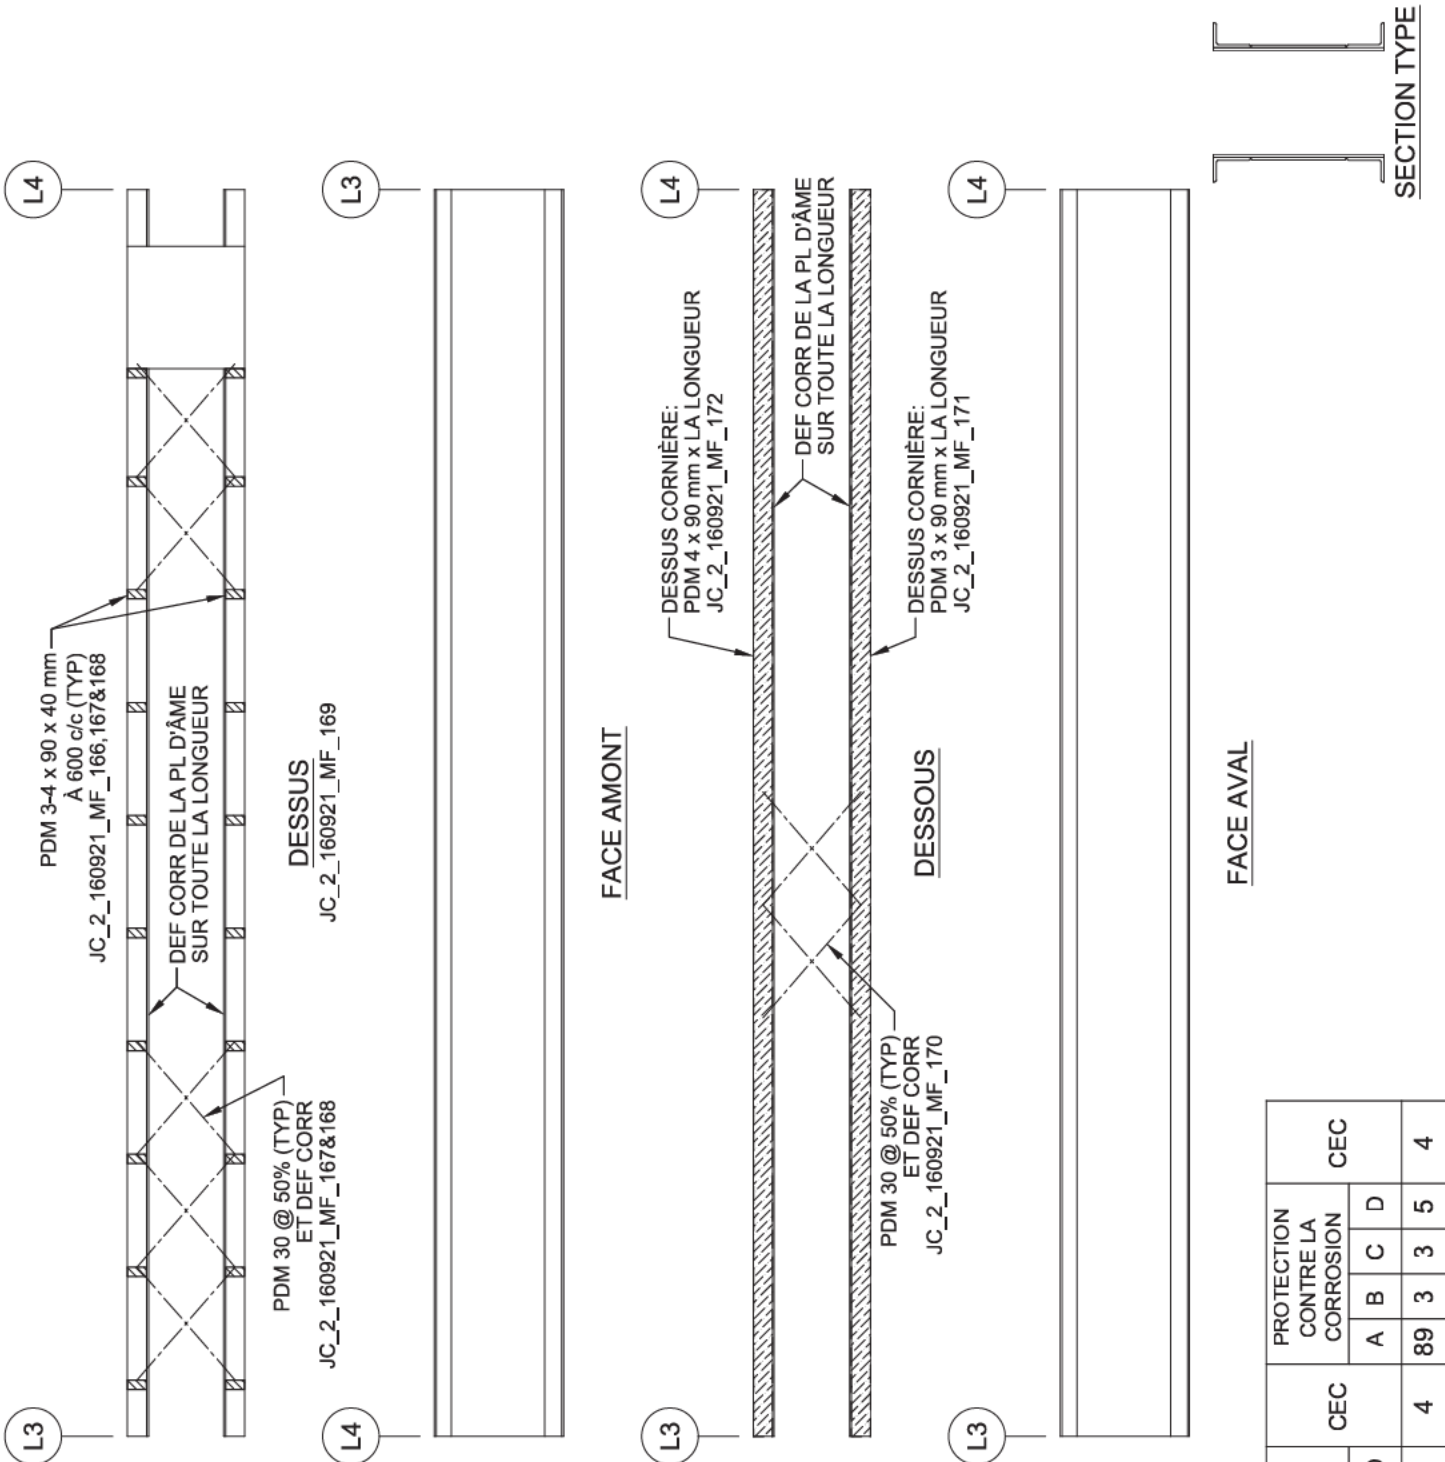 L4
L3
PDM 3-4 x 90 x 40 mm
À 600 c/c (TYP)
JC_2_160921_MF_166,167&168
DEF CORR DE LA PL D'ÂME
SUR TOUTE LA LONGUEUR
PDM 30 @ 50% (TYP)
ET DEF CORR
JC_2_160921_MF_167&168
DESSUS
JC_2_160921_MF_169
L4
L3
FACE AMONT
L3
L4
DESSUS CORNIÈRE:
PDM 4 x 90 mm x LA LONGUEUR
JC_2_160921_MF_172
DEF CORR DE LA PL D'ÂME
SUR TOUTE LA LONGUEUR
PDM 30 @ 50% (TYP)
ET DEF CORR
JC_2_160921_MF_170
DESSUS CORNIÈRE:
PDM 3 x 90 mm x LA LONGUEUR
JC_2_160921_MF_171
DESSOUS
L3
L4
FACE AVAL
SECTION TYPE
CEC
PROTECTION
CONTRE LA
CORROSION
CEC
A B C D
4 89 3 3 5 4